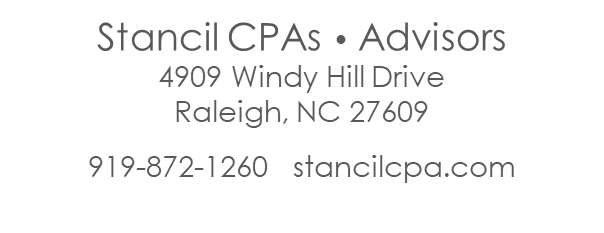 Stancil CPAs • Advisors
4909 Windy Hill Drive
Raleigh, NC 27609
919-872-1260 stancilcpa.com